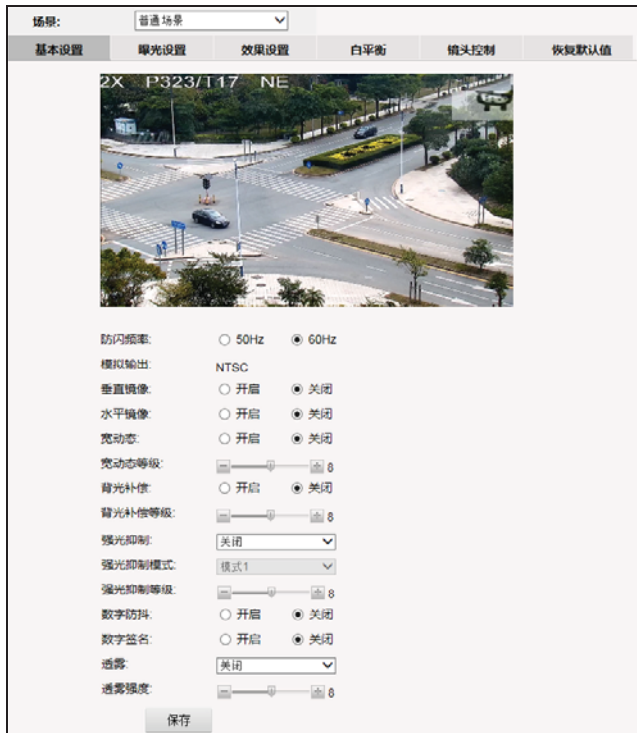 场景: 普通场景
基本设置 曝光设置 效果设置 白平衡 镜头控制 恢复默认值
2X P323/T17 NE
防闪频率: 50Hz 60Hz
模拟输出: NTSC
垂直镜像: 开启 关闭
水平镜像: 开启 关闭
宽动态: 开启 关闭
宽动态等级: 8
背光补偿: 开启 关闭
背光补偿等级: 8
强光抑制: 关闭
强光抑制模式: 模式1
强光抑制等级: 8
数字防抖: 开启 关闭
数字签名: 开启 关闭
透雾: 关闭
透雾强度: 8
保存